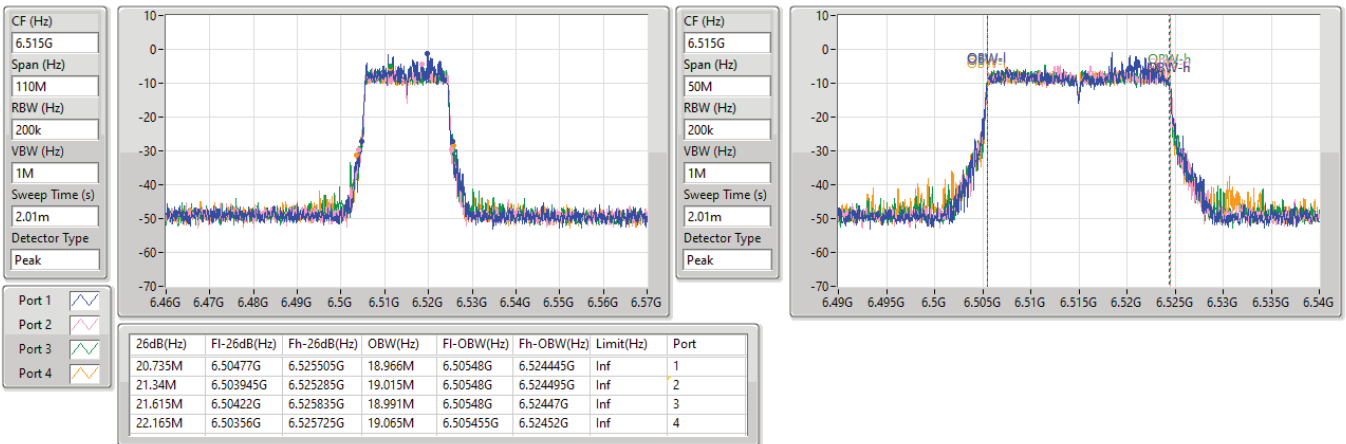 CF (Hz)
6.515G
Span (Hz)
110M
RBW (Hz)
200k
VBW (Hz)
1M
Sweep Time (s)
2.01m
Detector Type
Peak
10
0
-10
-20
-30
-40
-50
-60
-70
6.46G 6.47G 6.48G 6.49G 6.5G 6.51G 6.52G 6.53G 6.54G 6.55G 6.56G 6.57G
CF (Hz)
6.515G
Span (Hz)
50M
RBW (Hz)
200k
VBW (Hz)
1M
Sweep Time (s)
2.01m
Detector Type
Peak
10
0
-10
-20
-30
-40
-50
-60
-70
OBW-l
OBW-h
OBW-h
6.49G 6.495G 6.5G 6.505G 6.51G 6.515G 6.52G 6.525G 6.53G 6.535G 6.54G
Port 1
Port 2
Port 3
Port 4
26dB(Hz) Fl-26dB(Hz) Fh-26dB(Hz) OBW(Hz) Fl-OBW(Hz) Fh-OBW(Hz) Limit(Hz) Port
20.735M 6.50477G 6.525505G 18.966M 6.50548G 6.524445G Inf 1
21.34M 6.503945G 6.525285G 19.015M 6.50548G 6.524495G Inf 2
21.615M 6.50422G 6.525835G 18.991M 6.50548G 6.52447G Inf 3
22.165M 6.50356G 6.525725G 19.065M 6.505455G 6.52452G Inf 4